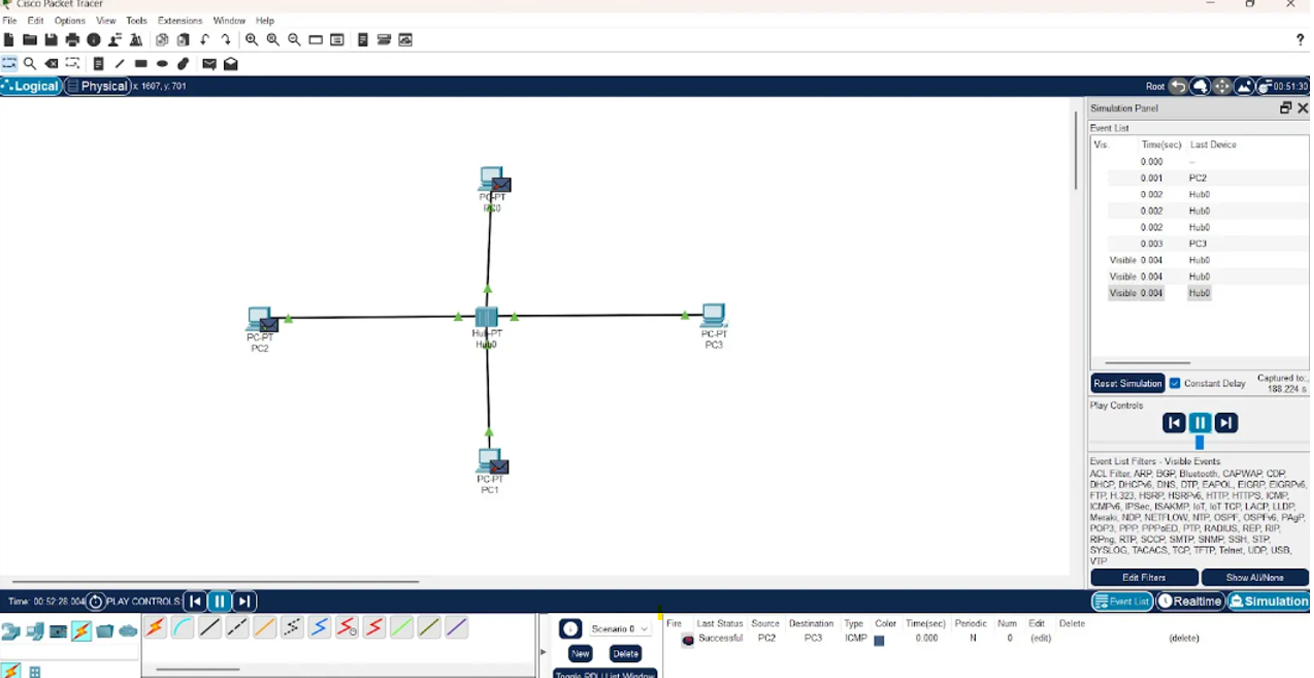 Cisco Packet Tracer
File Edit Options View Tools Extensions Window Help
?
Logical Physical x: 1607, y: 701
Root 00:51:30
Simulation Panel
Event List
Vis. Time(sec) Last Device
0.000 --
0.001 PC2
0.002 Hub0
0.002 Hub0
0.002 Hub0
0.003 PC3
Visible 0.004 Hub0
Visible 0.004 Hub0
Visible 0.004 Hub0
PC-PT
PC0
PC-PT
PC2
Hub-PT
Hub0
PC-PT
PC3
PC-PT
PC1
Reset Simulation Constant Delay Captured to:
188.224 s
Play Controls
Event List Filters - Visible Events
ACL Filter, ARP, BGP, Bluetooth, CAPWAP, CDP,
DHCP, DHCPv6, DNS, DTP, EAPOL, EIGRP, EIGRPv6,
FTP, H.323, HSRP, HSRPv6, HTTP, HTTPS, ICMP,
ICMPv6, IPSec, ISAKMP, IoT, IoT TCP, LACP, LLDP,
Meraki, NDP, NETFLOW, NTP, OSPF, OSPFv6, PAgP,
POP3, PPP, PPPoED, PTP, RADIUS, REP, RIP,
RIPng, RTP, SCCP, SMTP, SNMP, SSH, STP,
SYSLOG, TACACS, TCP, TFTP, Telnet, UDP, USB,
VTP
Edit Filters Show All/None
Time: 00:52:28.004 PLAY CONTROLS:
Event List Realtime Simulation
Scenario 0
New Delete
Toggle PDU List Window
Fire Last Status Source Destination Type Color Time(sec) Periodic Num Edit Delete
Successful PC2 PC3 ICMP 0.000 N 0 (edit) (delete)